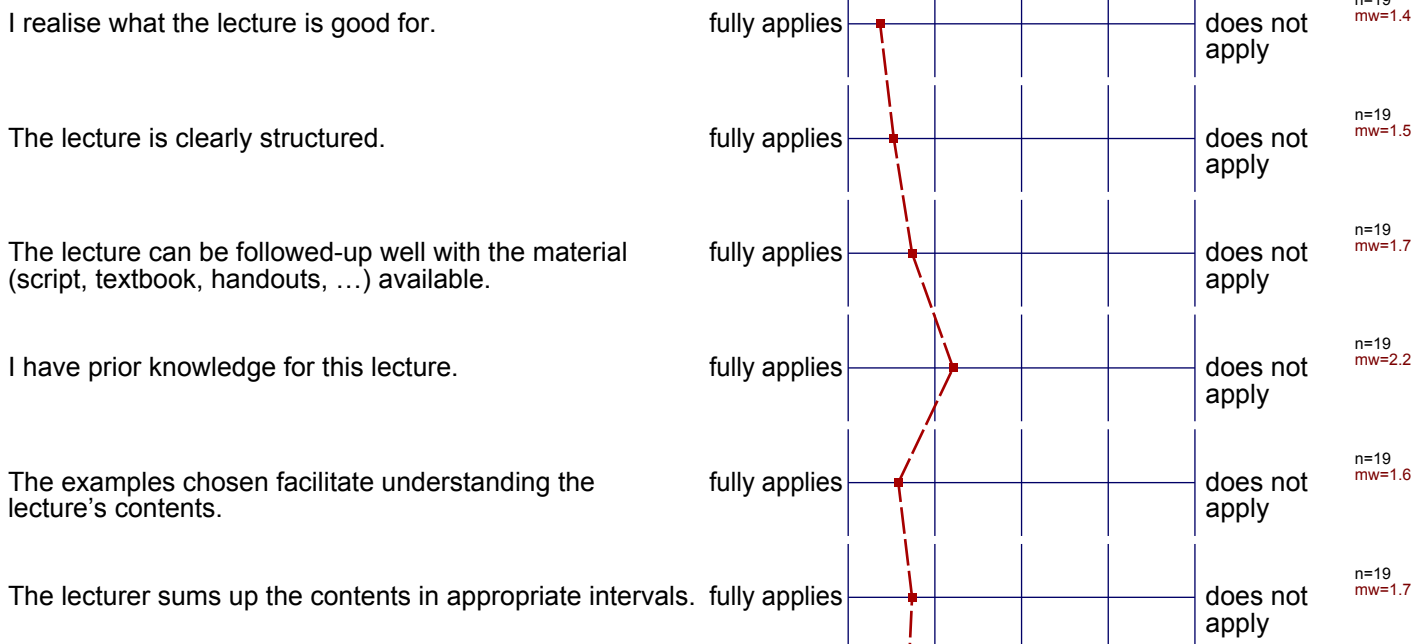 n=19
I realise what the lecture is good for. fully applies does not mw=1.4
apply
n=19
The lecture is clearly structured. fully applies does not mw=1.5
apply
n=19
The lecture can be followed-up well with the material fully applies does not mw=1.7
(script, textbook, handouts, …) available. apply
n=19
I have prior knowledge for this lecture. fully applies does not mw=2.2
apply
n=19
The examples chosen facilitate understanding the fully applies does not mw=1.6
lecture’s contents. apply
n=19
The lecturer sums up the contents in appropriate intervals. fully applies does not mw=1.7
apply